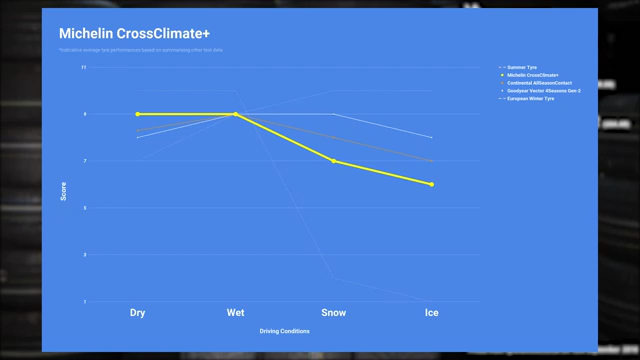 Michelin CrossClimate+
*Indicative average tyre performances based on summarising other test data
11
9
7
5
3
1
Score
Dry
Wet
Snow
Ice
Driving Conditions
Summer Tyre
Michelin CrossClimate+
Continental AllSeasonContact
Goodyear Vector 4Seasons Gen-2
European Winter Tyre